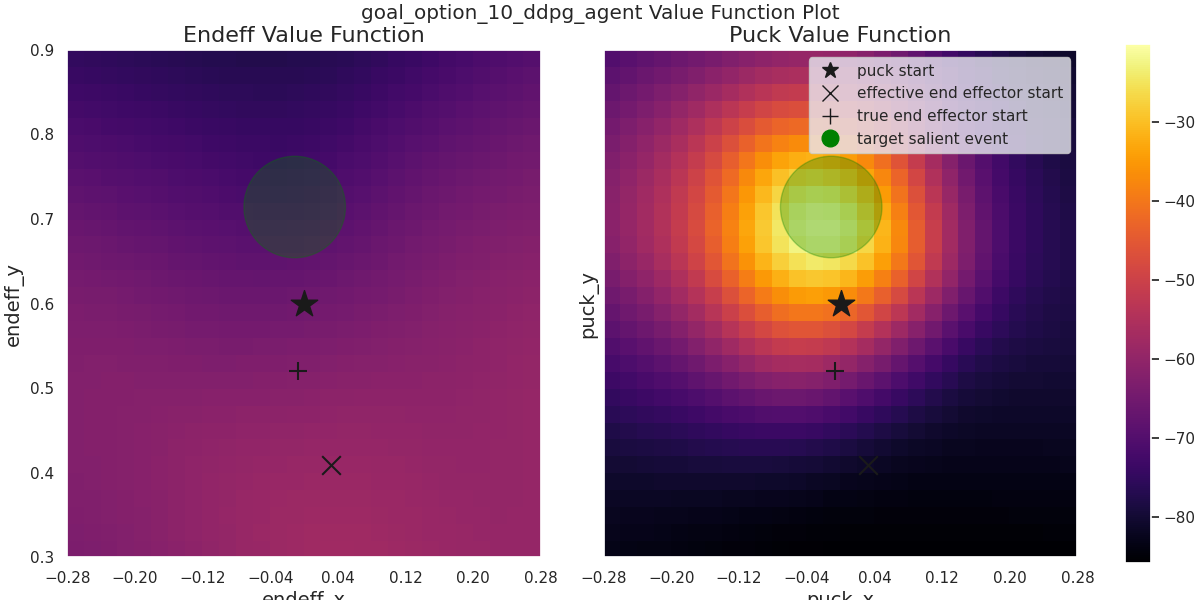 goal_option_10_ddpg_agent Value Function Plot
Endeff Value Function
Puck Value Function
0.9
0.8
0.7
0.6
0.5
0.4
0.3
endeff_y
−0.28 −0.20 −0.12 −0.04 0.04 0.12 0.20 0.28
endeff_x
puck_y
puck start
effective end effector start
true end effector start
target salient event
−0.28 −0.20 −0.12 −0.04 0.04 0.12 0.20 0.28
puck_x
−30
−40
−50
−60
−70
−80